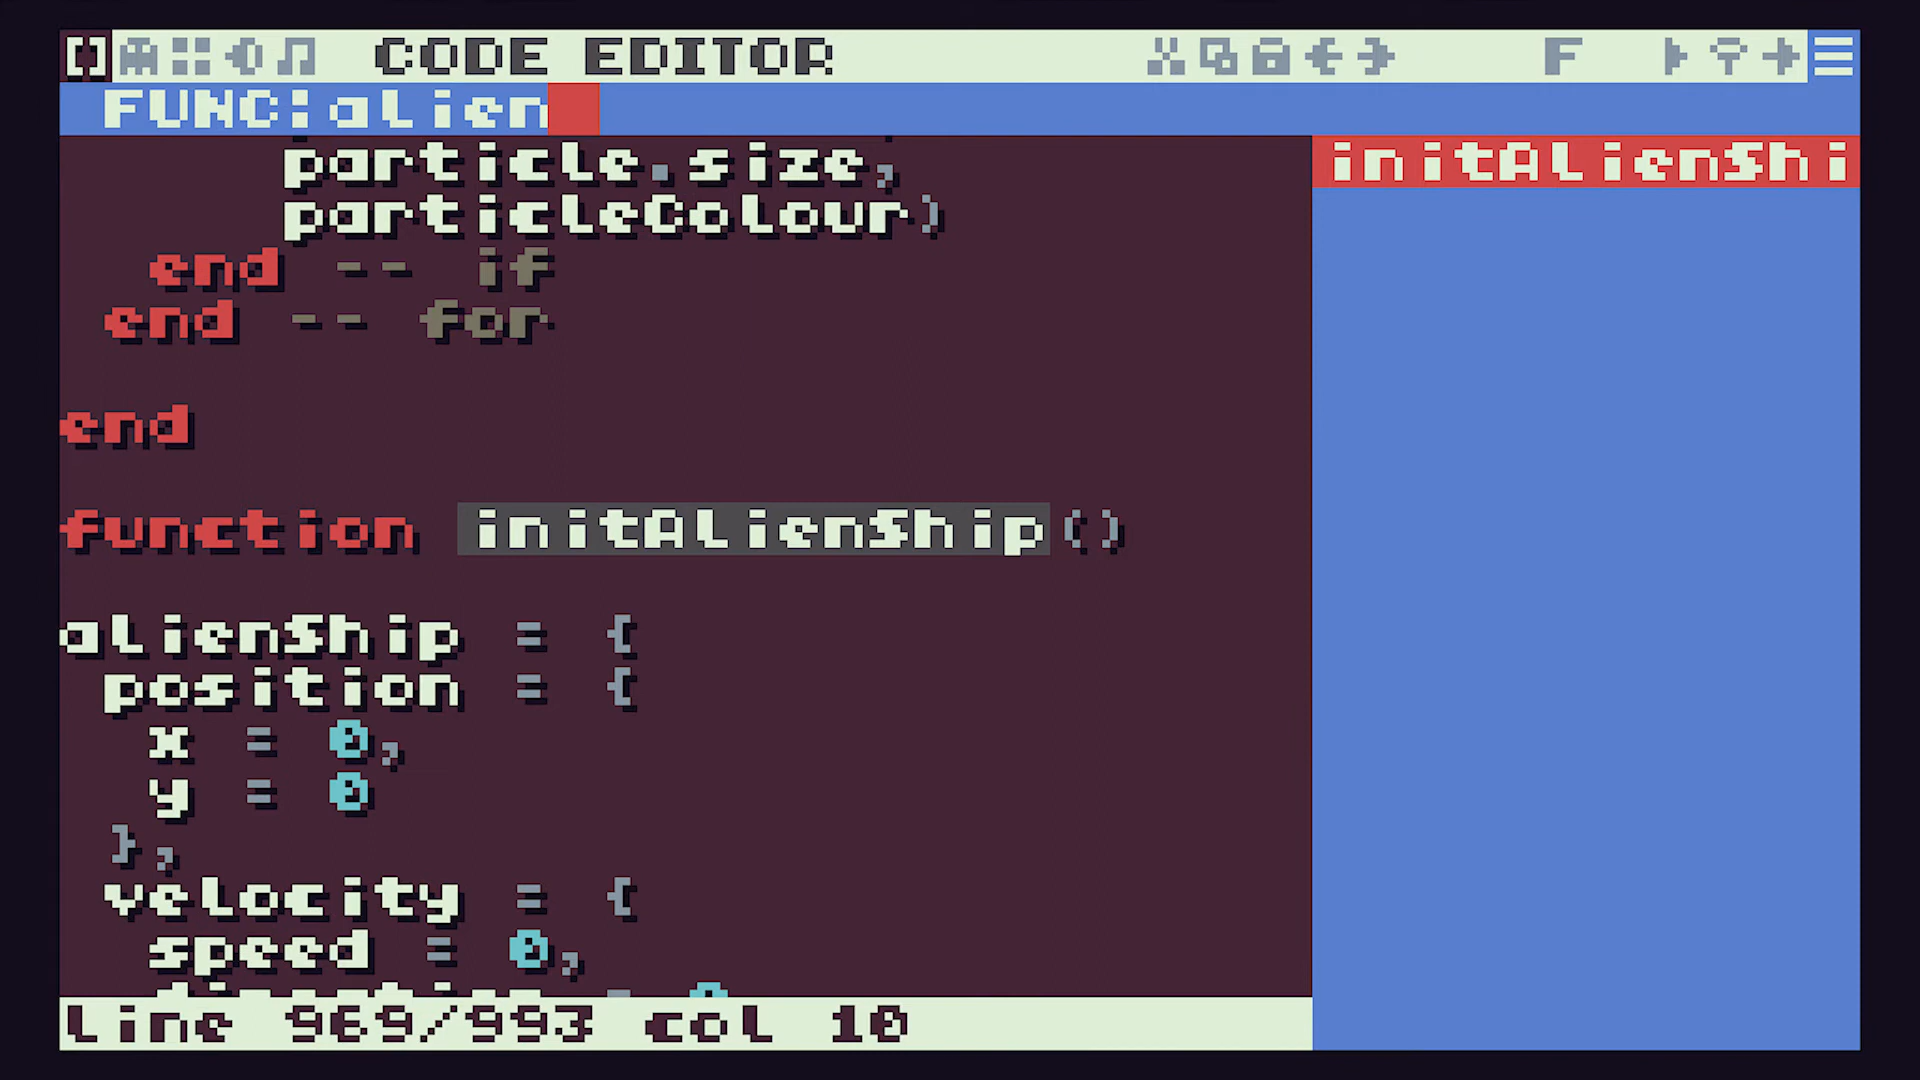 CODE EDITOR F
FUNC:alien
particle.size,
initAlienShi
particleColour)
end -- if
end -- for
end
function initAlienShip()
alienShip = {
position = {
x = 0,
y = 0
},
velocity = {
speed = 0,
line 969/993 col 10